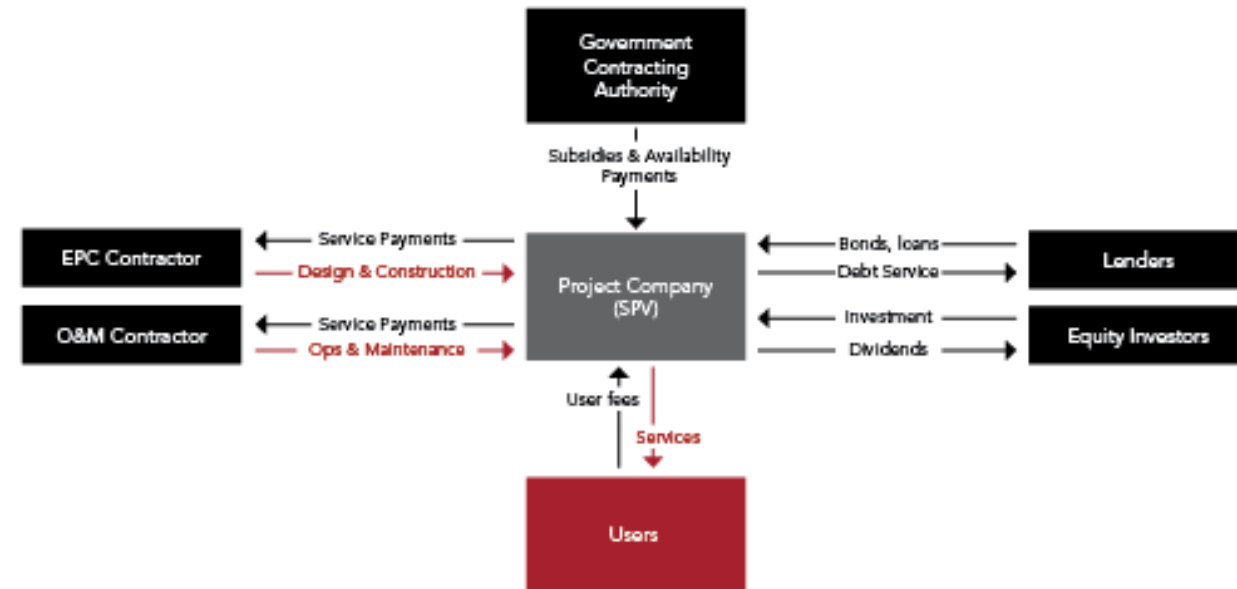 Government
Contracting
Authority
Subsidies & Availability
Payments
EPC Contractor
Service Payments
Design & Construction
O&M Contractor
Service Payments
Ops & Maintenance
Project Company
(SPV)
Bonds, loans
Debt Service
Lenders
Investment
Dividends
Equity Investors
User fees
Services
Users